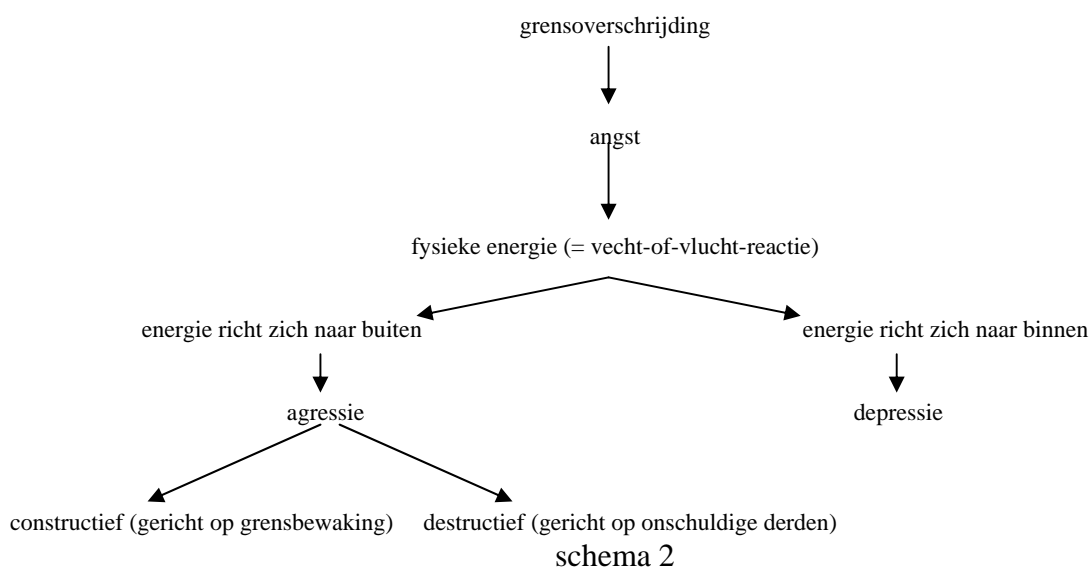 grensoverschrijding
angst
fysieke energie (= vecht-of-vlucht-reactie)
energie richt zich naar buiten
energie richt zich naar binnen
agressie
depressie
constructief (gericht op grensbewaking)
destructief (gericht op onschuldige derden)
schema 2